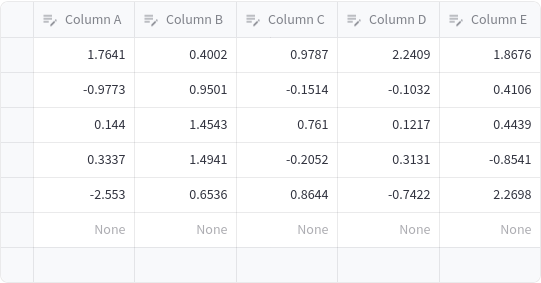 Column A Column B Column C Column D Column E
1.7641 0.4002 0.9787 2.2409 1.8676
-0.9773 0.9501 -0.1514 -0.1032 0.4106
0.144 1.4543 0.761 0.1217 0.4439
0.3337 1.4941 -0.2052 0.3131 -0.8541
-2.553 0.6536 0.8644 -0.7422 2.2698
None None None None None